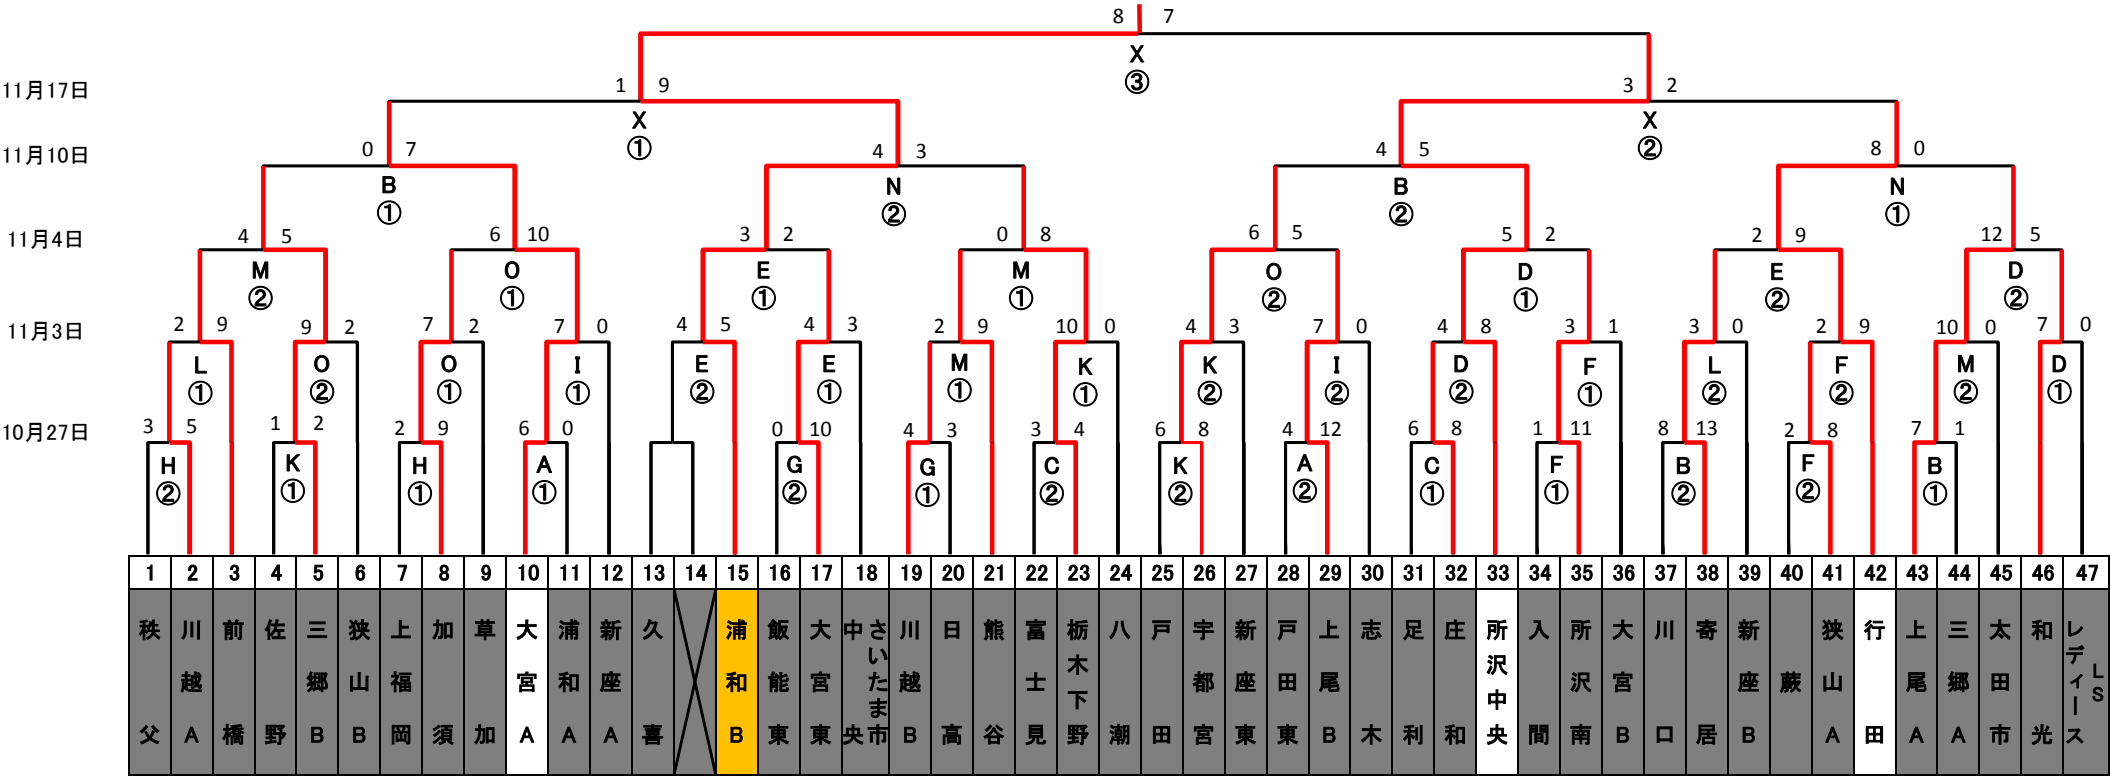 8 7
X
③
11月17日
1 9 3 2
X X
① ②
11月10日
0 7 4 3 4 5 8 0
B N B N
① ② ② ①
11月4日
4 5 6 10 3 2 0 8 6 5 5 2 2 9 12 5
M O E M O D E D
② ① ① ① ② ① ② ②
11月3日
2 9 9 2 7 2 7 0 4 5 4 3 2 9 10 0 4 3 7 0 4 8 3 1 3 0 2 9 10 0 7 0
L O O I E E M K K I D F L F M D
① ② ① ① ② ① ① ① ② ② ② ① ② ② ② ①
10月27日
3 5 1 2 2 9 6 0 0 10 4 3 3 4 6 8 4 12 6 8 1 11 8 13 2 8 7 1
H K H A G G C K A C F B F B
② ① ① ① ② ① ② ② ② ① ① ② ② ①
1 2 3 4 5 6 7 8 9 10 11 12 13 14 15 16 17 18 19 20 21 22 23 24 25 26 27 28 29 30 31 32 33 34 35 36 37 38 39 40 41 42 43 44 45 46 47
秩父
川越A
前橋
佐野
三郷B
狭山B
上福岡
加須
草加
大宮A
浦和A
新座A
久喜
浦和B
飯能東
大宮東
さいたま市
中央
川越B
日高
熊谷
富士見
栃木下野
八潮
戸田
宇都宮
新座東
戸田東
上尾B
志木
足利
庄和
所沢中央
入間
所沢南
大宮B
川口
寄居
新座B
蕨
狭山A
行田
上尾A
三郷A
太田市
和光
LS
レディース